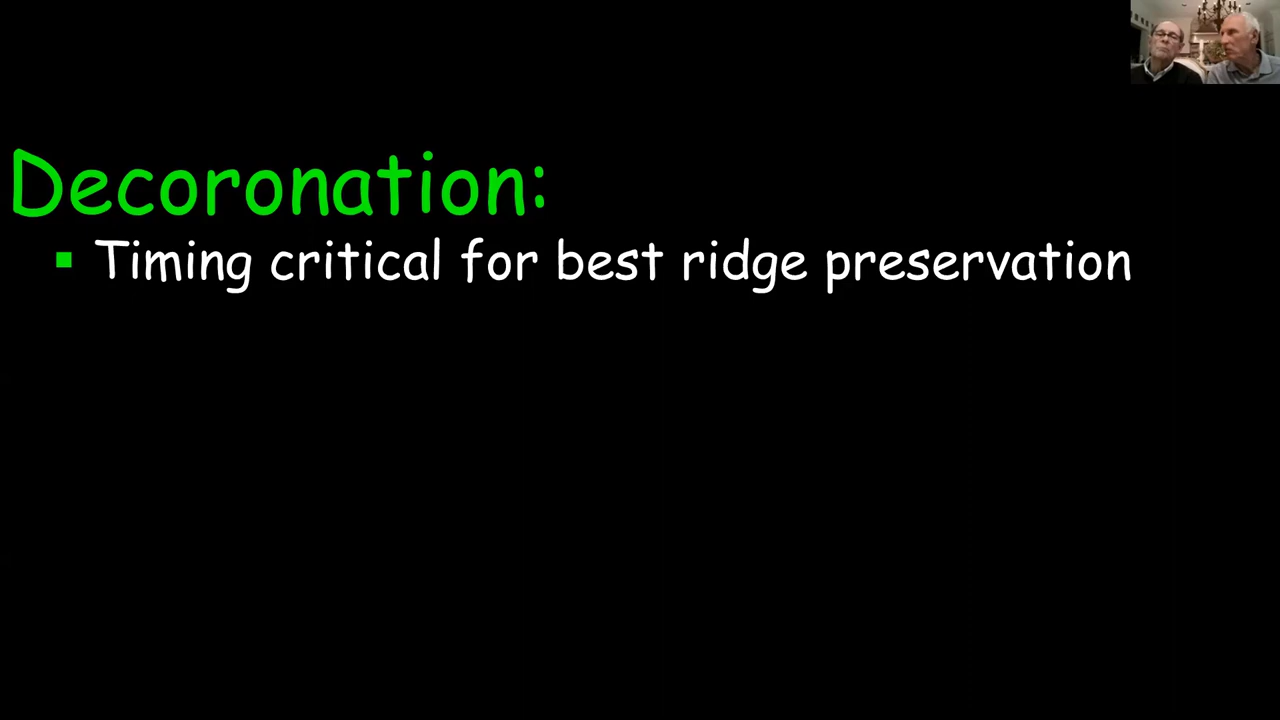 Decoronation:
▪ Timing critical for best ridge preservation